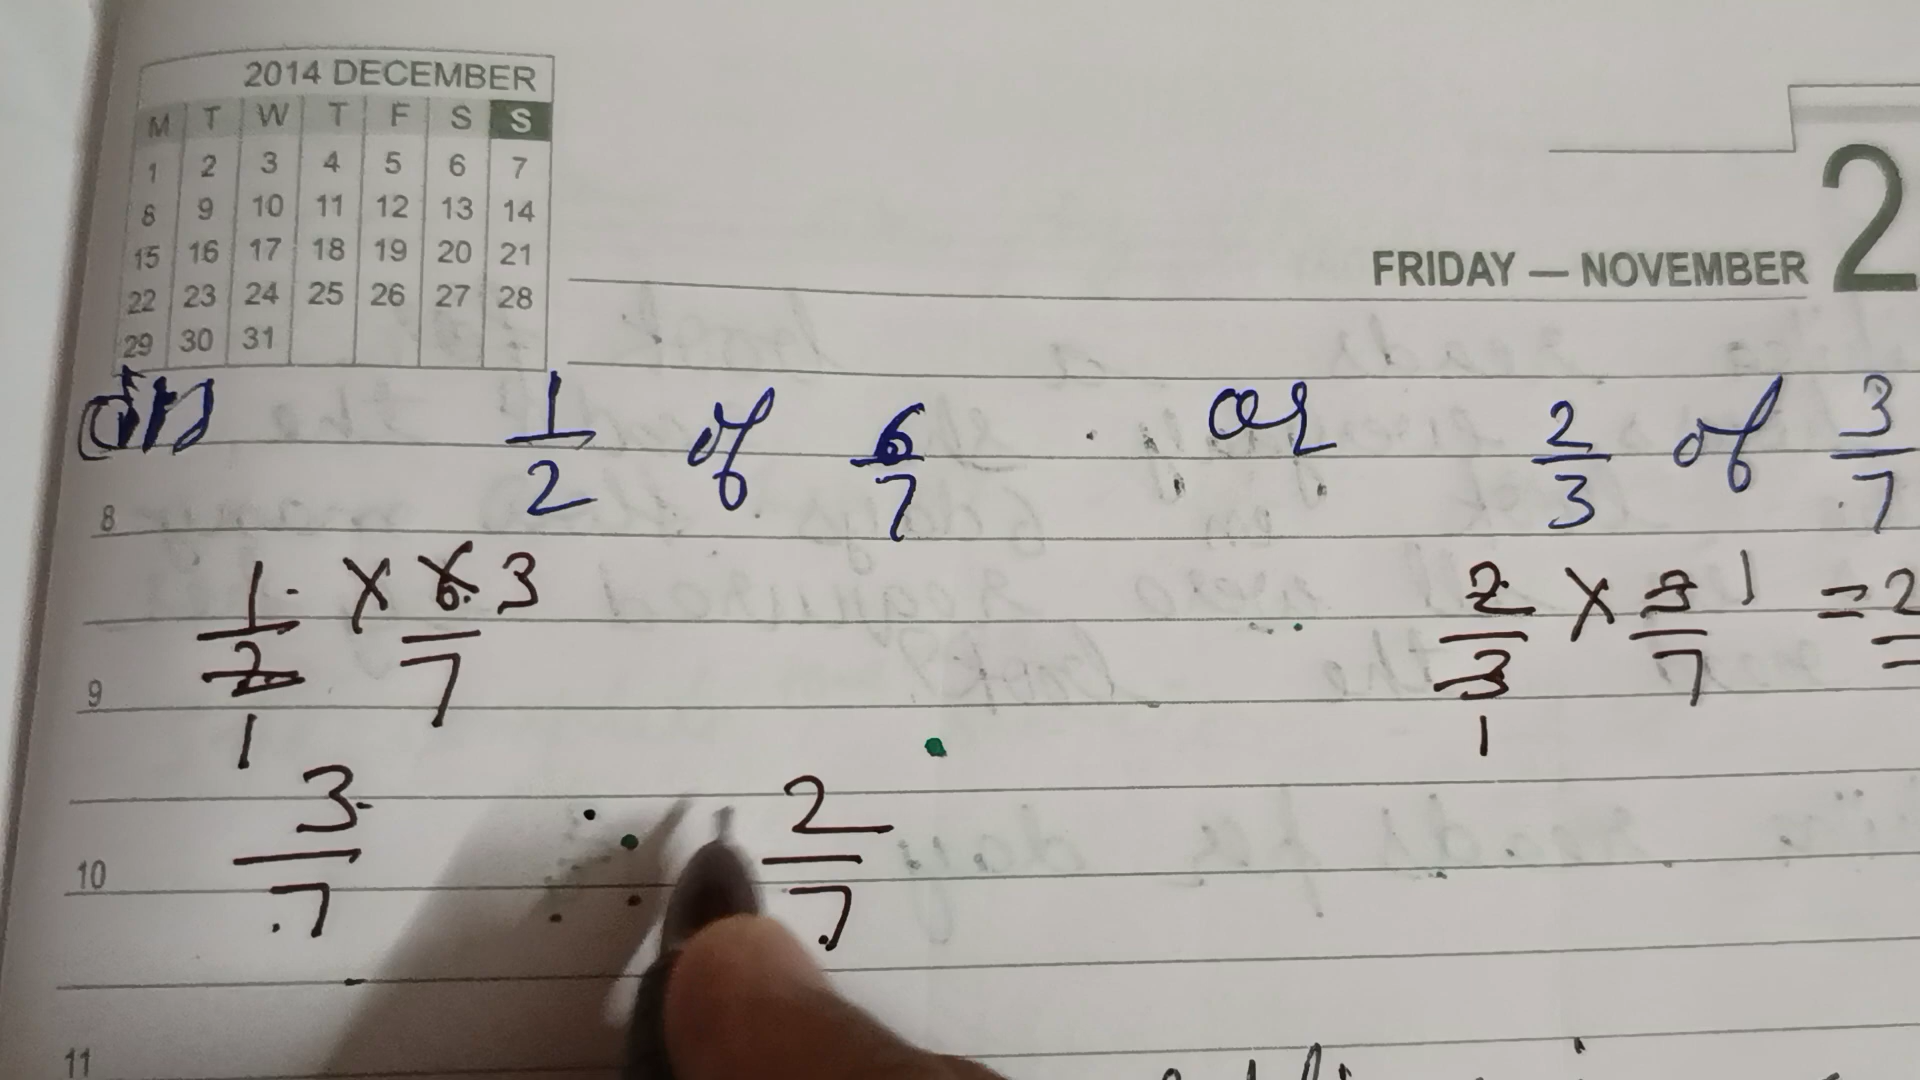 2014 DECEMBER
M T W T F S S
1 2 3 4 5 6 7
8 9 10 11 12 13 14
15 16 17 18 19 20 21
22 23 24 25 26 27 28
29 30 31
FRIDAY — NOVEMBER 2
1/2 of 6/7 or 2/3 of 3/7
8
1/2 × 6/7 3 1
2/3 × 3/7 1 = 2
9
1
3/7 2/7
10
11